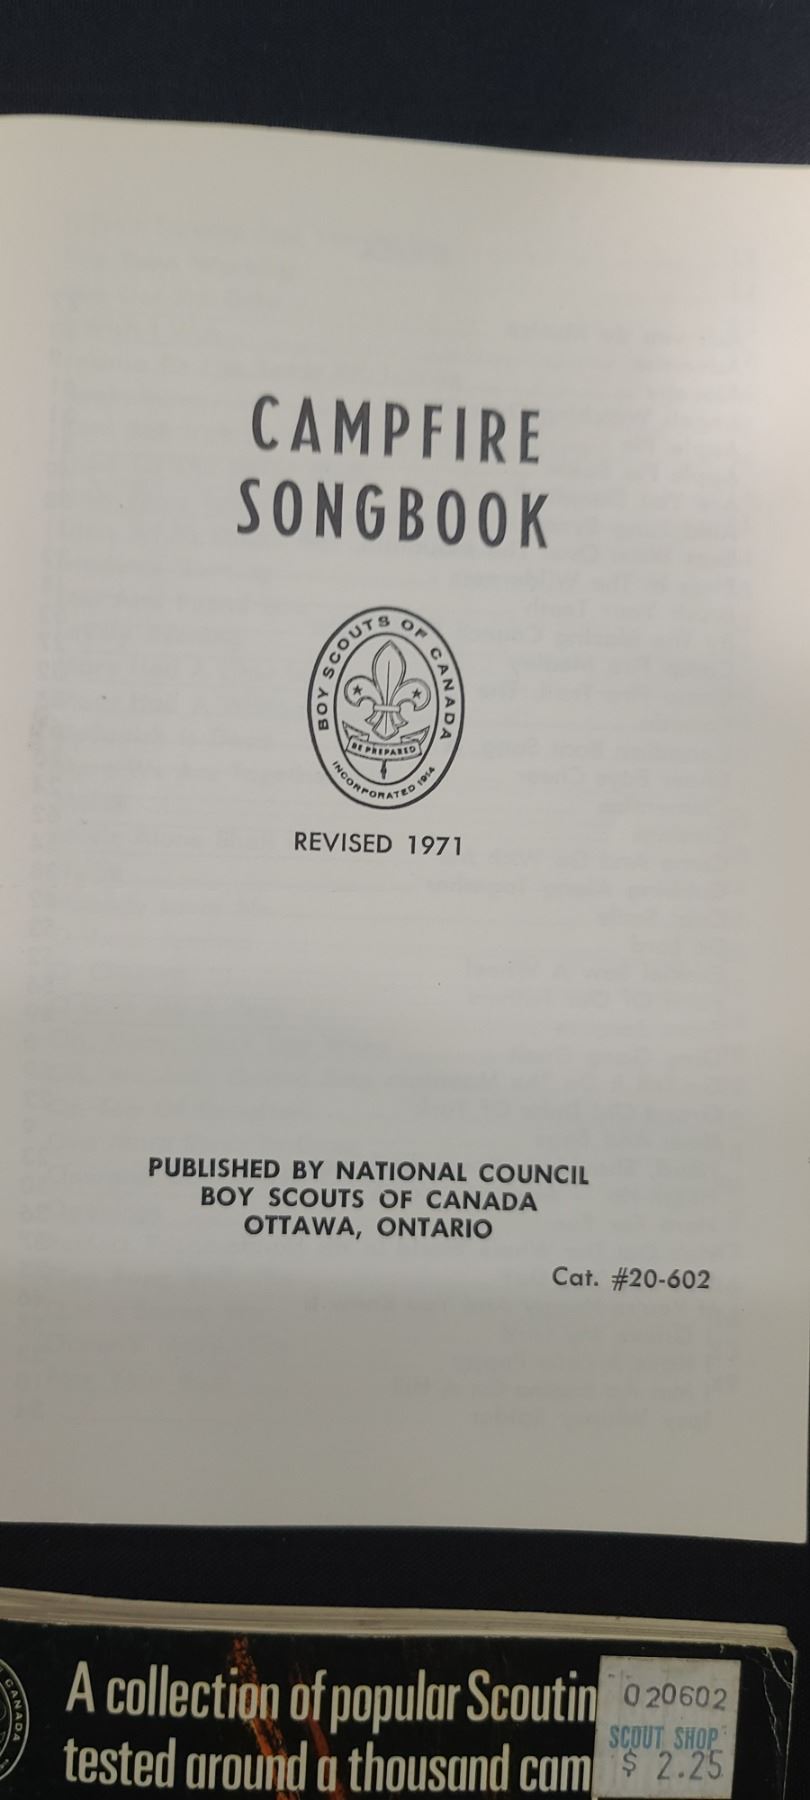 CAMPFIRE
SONGBOOK
BOY SCOUTS OF CANADA
BE PREPARED
INCORPORATED 1914
REVISED 1971
PUBLISHED BY NATIONAL COUNCIL
BOY SCOUTS OF CANADA
OTTAWA, ONTARIO
Cat. #20-602
CANADA
A collection of popular Scoutin
tested around a thousand cam
020602
SCOUT SHOP
$ 2.25